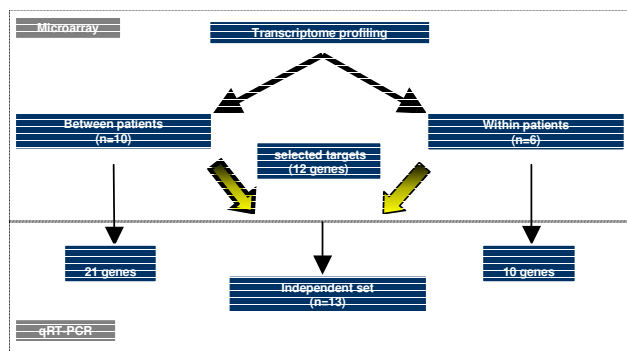 Microarray
Transcriptome profiling
Between patients
(n=10)
Within patients
(n=6)
selected targets
(12 genes)
21 genes
10 genes
Independent set
(n=13)
qRT-PCR